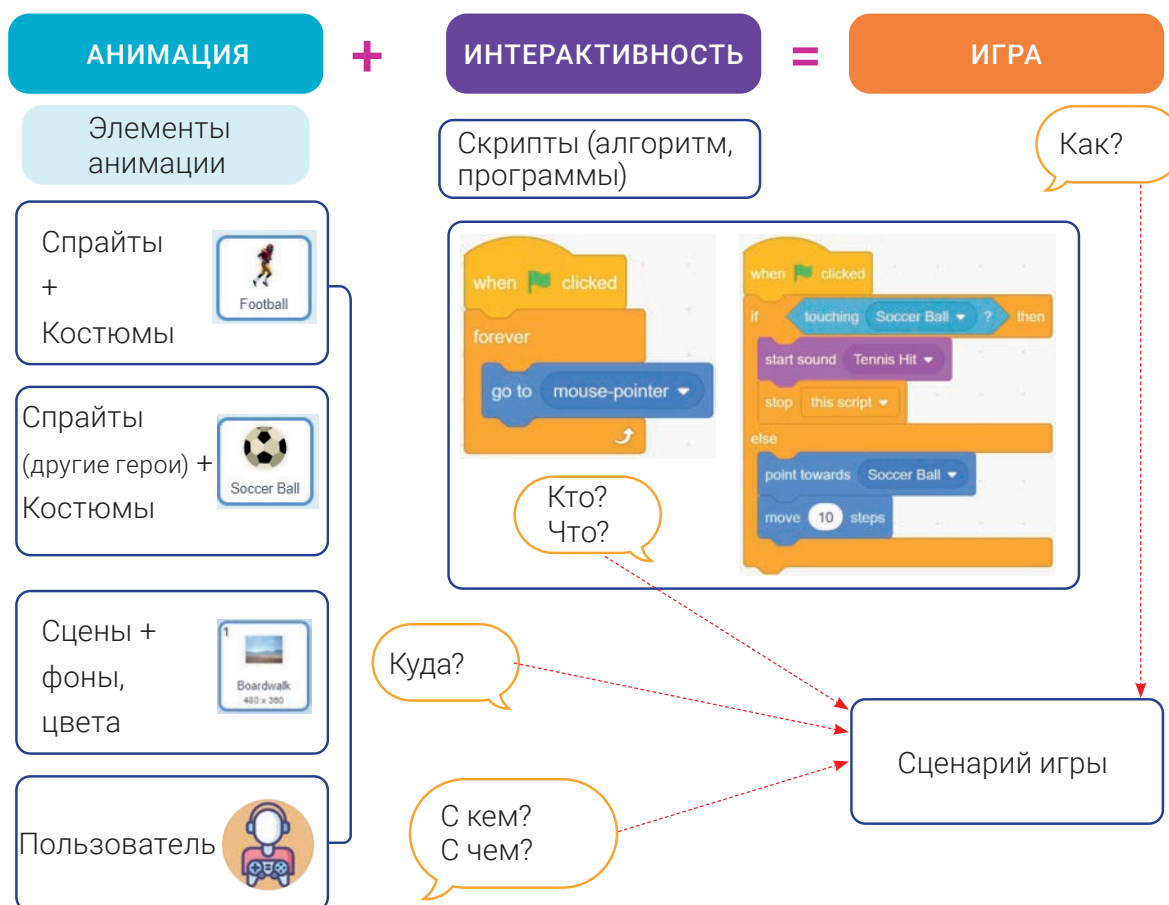 АНИМАЦИЯ + ИНТЕРАКТИВНОСТЬ = ИГРА
Элементы
анимации
Скрипты (алгоритм,
программы)
Как?
Спрайты
+
Костюмы
Football
Спрайты
(другие герои) +
Костюмы
Soccer Ball
Сцены +
фоны,
цвета
1
Boardwalk
480 x 360
Пользователь
when clicked
forever
go to mouse-pointer
when clicked
if touching Soccer Ball ? then
start sound Tennis Hit
stop this script
else
point towards Soccer Ball
move 10 steps
Кто?
Что?
Куда?
С кем?
С чем?
Сценарий игры